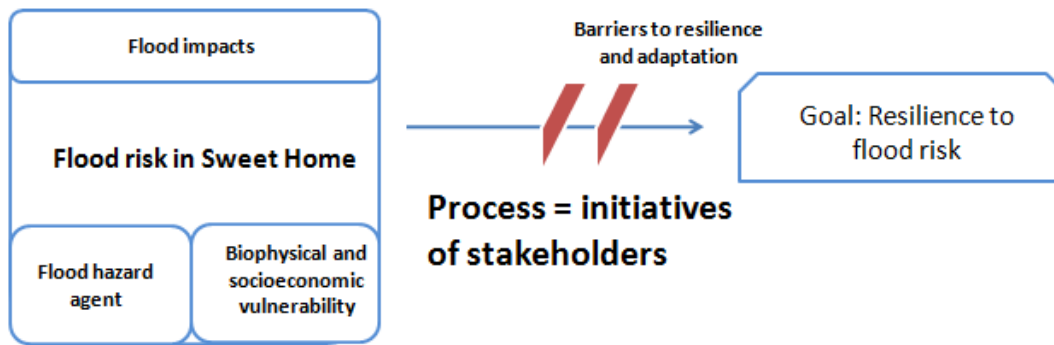 Flood impacts
Flood risk in Sweet Home
Flood hazard
agent
Biophysical and
socioeconomic
vulnerability
Barriers to resilience
and adaptation
Process = initiatives
of stakeholders
Goal: Resilience to
flood risk